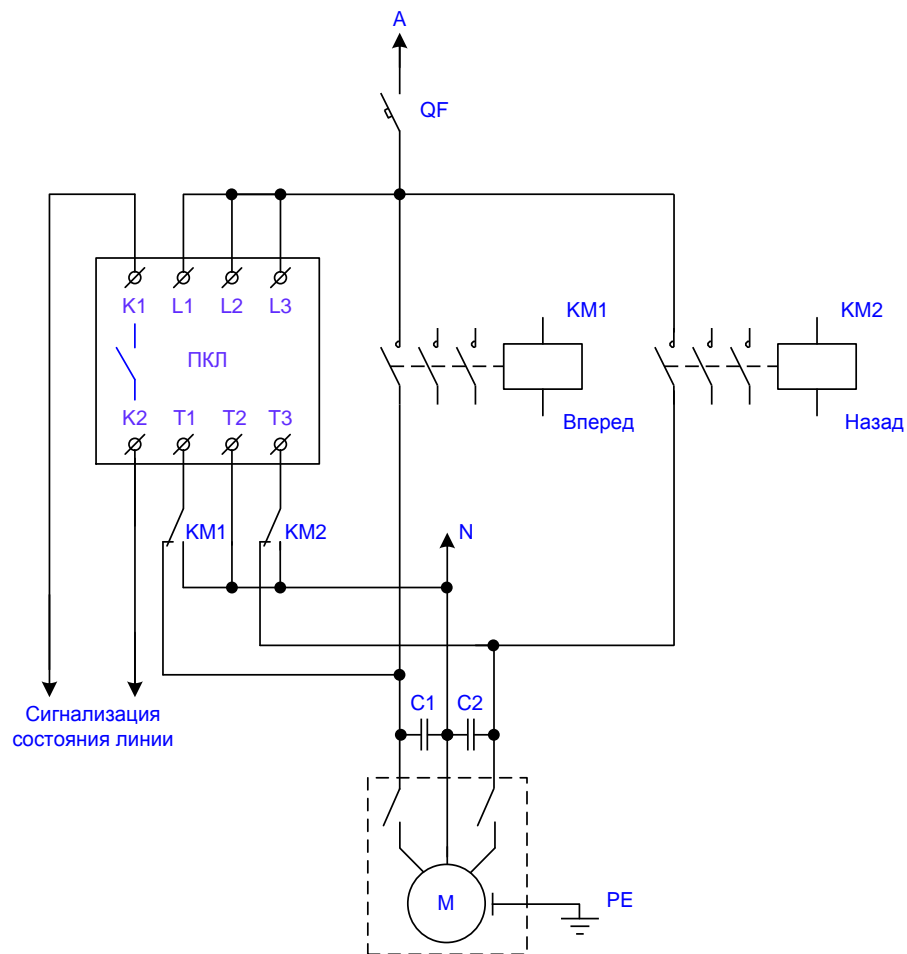 A
QF
K1 L1 L2 L3
KM1
KM2
ПКЛ
K2 T1 T2 T3
Вперед
Назад
KM1
KM2
N
C1
C2
Сигнализация
состояния линии
M
PE